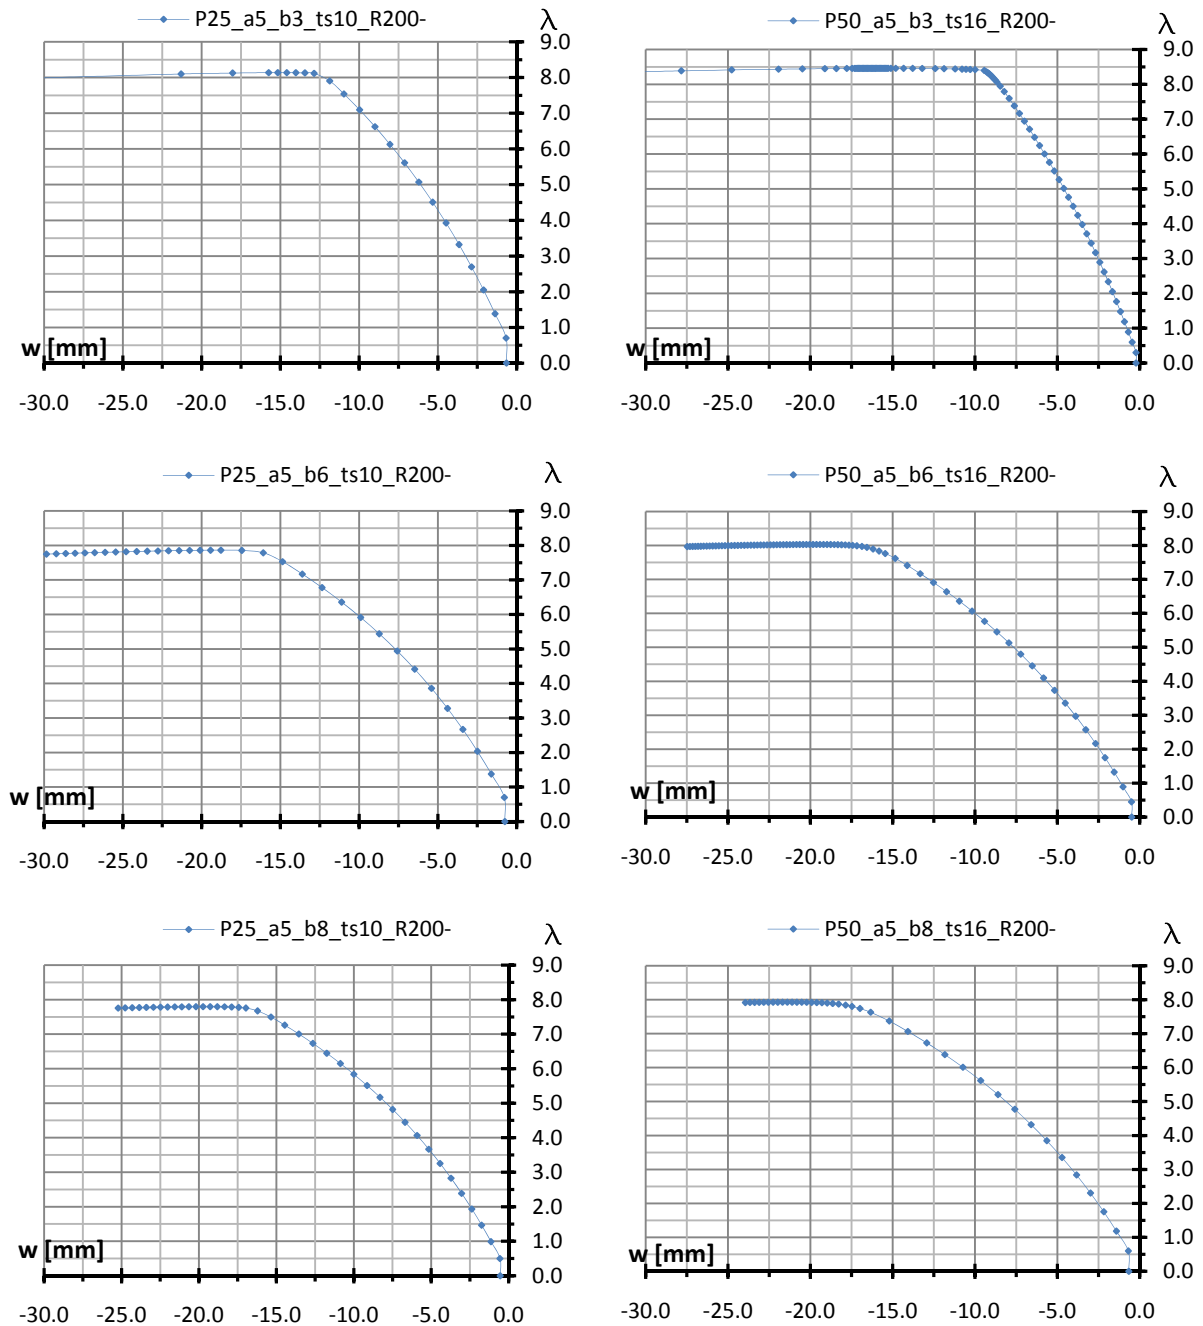 P25_a5_b3_ts10_R200-
λ
9.0
8.0
7.0
6.0
5.0
4.0
3.0
2.0
1.0
0.0
w [mm]
-30.0 -25.0 -20.0 -15.0 -10.0 -5.0 0.0
P50_a5_b3_ts16_R200-
λ
9.0
8.0
7.0
6.0
5.0
4.0
3.0
2.0
1.0
0.0
w [mm]
-30.0 -25.0 -20.0 -15.0 -10.0 -5.0 0.0
P25_a5_b6_ts10_R200-
λ
9.0
8.0
7.0
6.0
5.0
4.0
3.0
2.0
1.0
0.0
w [mm]
-30.0 -25.0 -20.0 -15.0 -10.0 -5.0 0.0
P50_a5_b6_ts16_R200-
λ
9.0
8.0
7.0
6.0
5.0
4.0
3.0
2.0
1.0
0.0
w [mm]
-30.0 -25.0 -20.0 -15.0 -10.0 -5.0 0.0
P25_a5_b8_ts10_R200-
λ
9.0
8.0
7.0
6.0
5.0
4.0
3.0
2.0
1.0
0.0
w [mm]
-30.0 -25.0 -20.0 -15.0 -10.0 -5.0 0.0
P50_a5_b8_ts16_R200-
λ
9.0
8.0
7.0
6.0
5.0
4.0
3.0
2.0
1.0
0.0
w [mm]
-30.0 -25.0 -20.0 -15.0 -10.0 -5.0 0.0